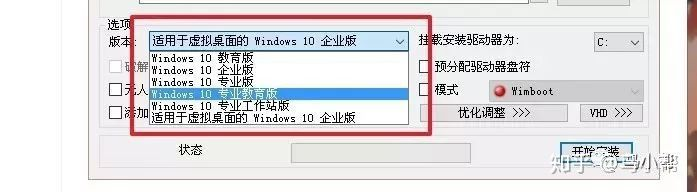 选项
版本: 适用于虚拟桌面的 Windows 10 企业版 挂载安装驱动器为: C:
Windows 10 教育版
Windows 10 企业版
Windows 10 专业版
Windows 10 专业教育版
Windows 10 专业工作站版
适用于虚拟桌面的 Windows 10 企业版
破解
预分配驱动器盘符
无人
模式 Wimboot
添加
优化调整 >>> VHD >>>
状态
开始安装
知乎